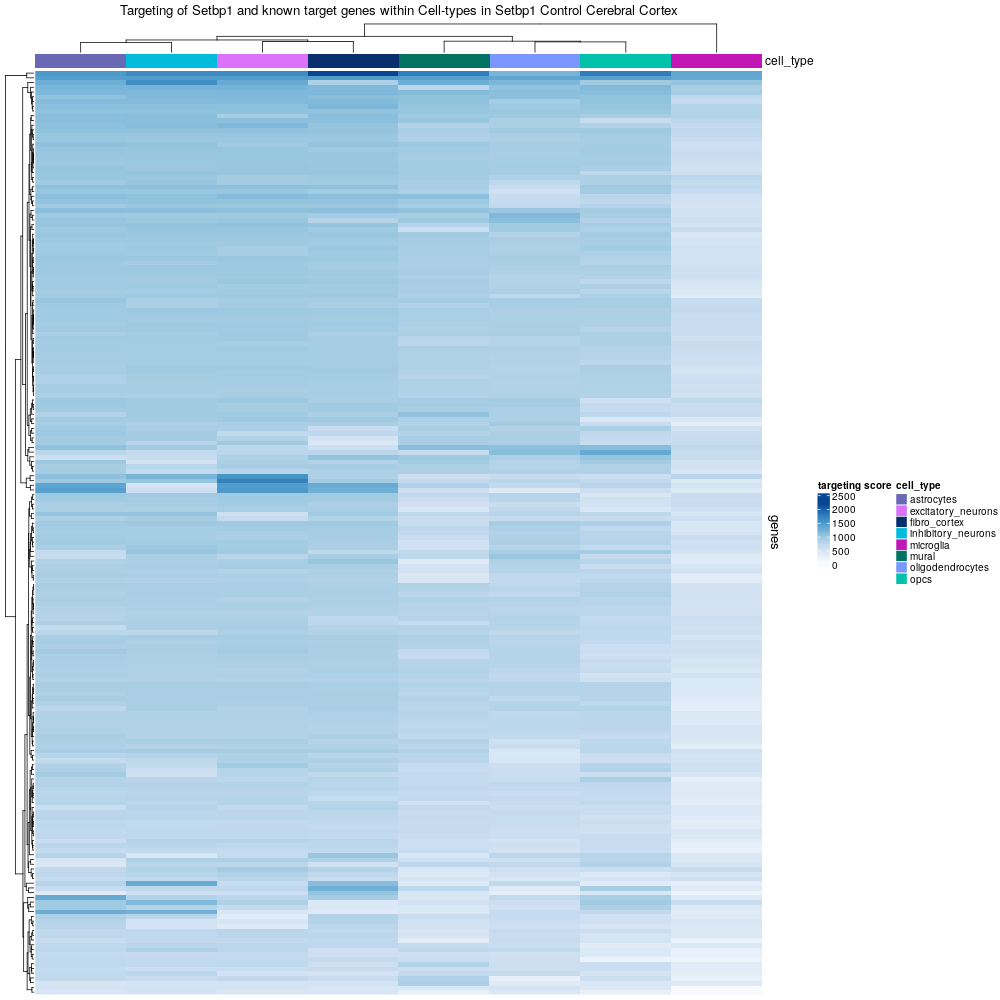 Targeting of Setbp1 and known target genes within Cell-types in Setbp1 Control Cerebral Cortex
cell_type
genes
targeting score
2500
2000
1500
1000
500
0
cell_type
astrocytes
excitatory_neurons
fibro_cortex
inhibitory_neurons
microglia
mural
oligodendrocytes
opcs